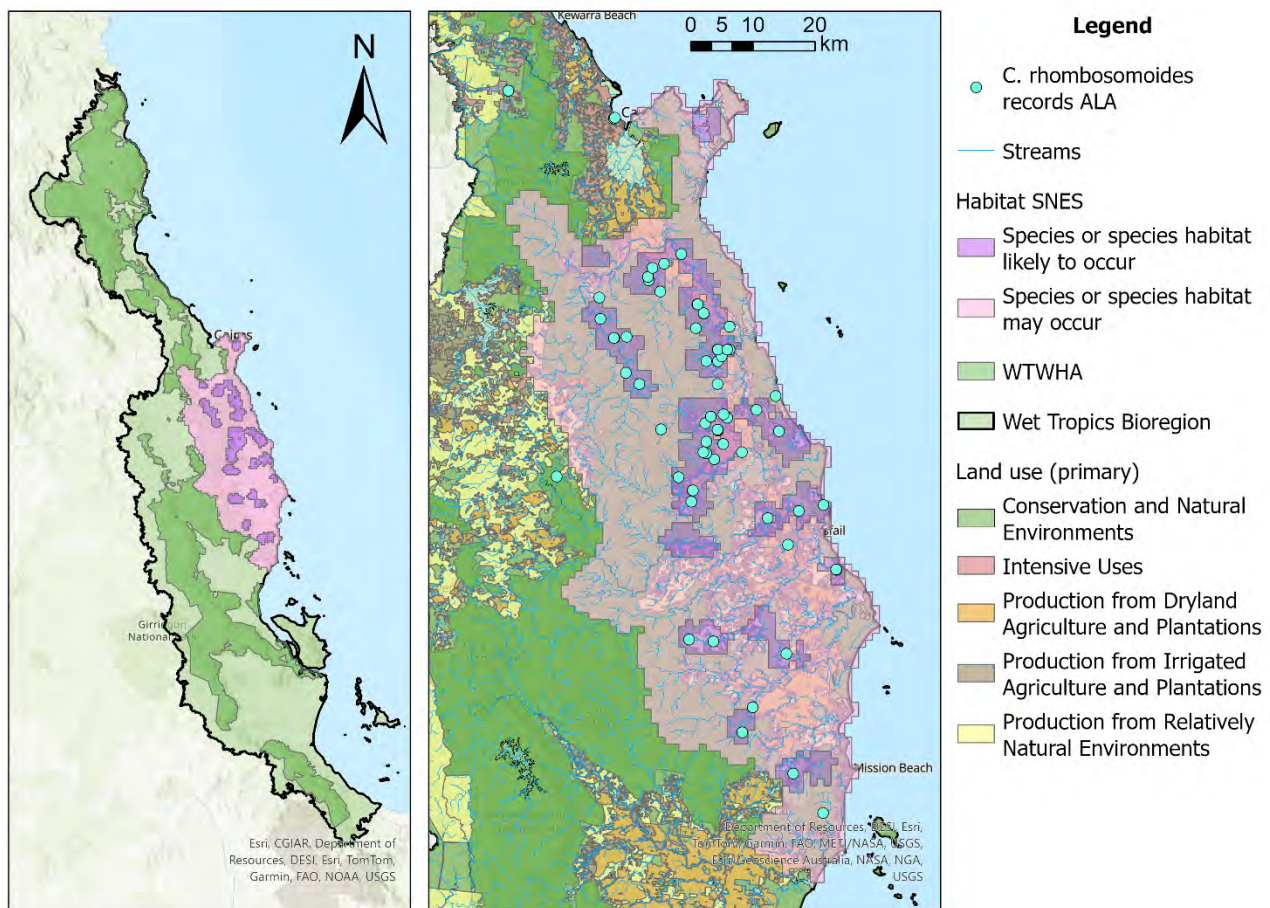 N
Cairns
Girringun
National
Esri, CGIAR, Department of
Resources, DESI, Esri, TomTom,
Garmin, FAO, NOAA, USGS
Kewarra Beach
0 5 10 20
km
Ca
sfail
Mission Beach
Department of Resources, DESI, Esri,
TomTom, Garmin, FAO, METI/NASA, USGS,
Esri, Geoscience Australia, NASA, NGA,
USGS
Legend
C. rhombosomoides
records ALA
Streams
Habitat SNES
Species or species habitat
likely to occur
Species or species habitat
may occur
WTWHA
Wet Tropics Bioregion
Land use (primary)
Conservation and Natural
Environments
Intensive Uses
Production from Dryland
Agriculture and Plantations
Production from Irrigated
Agriculture and Plantations
Production from Relatively
Natural Environments